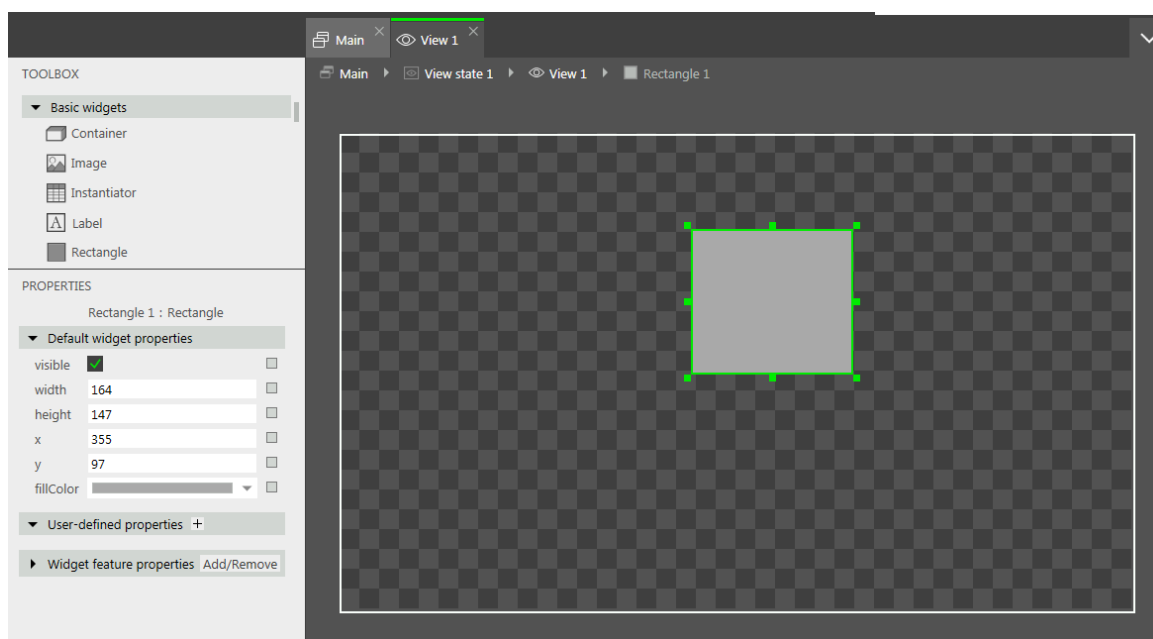 Main
View 1
TOOLBOX
Main View state 1 View 1 Rectangle 1
Basic widgets
Container
Image
Instantiator
A Label
Rectangle
PROPERTIES
Rectangle 1 : Rectangle
Default widget properties
visible
width 164
height 147
x 355
y 97
fillColor
User-defined properties +
Widget feature properties Add/Remove